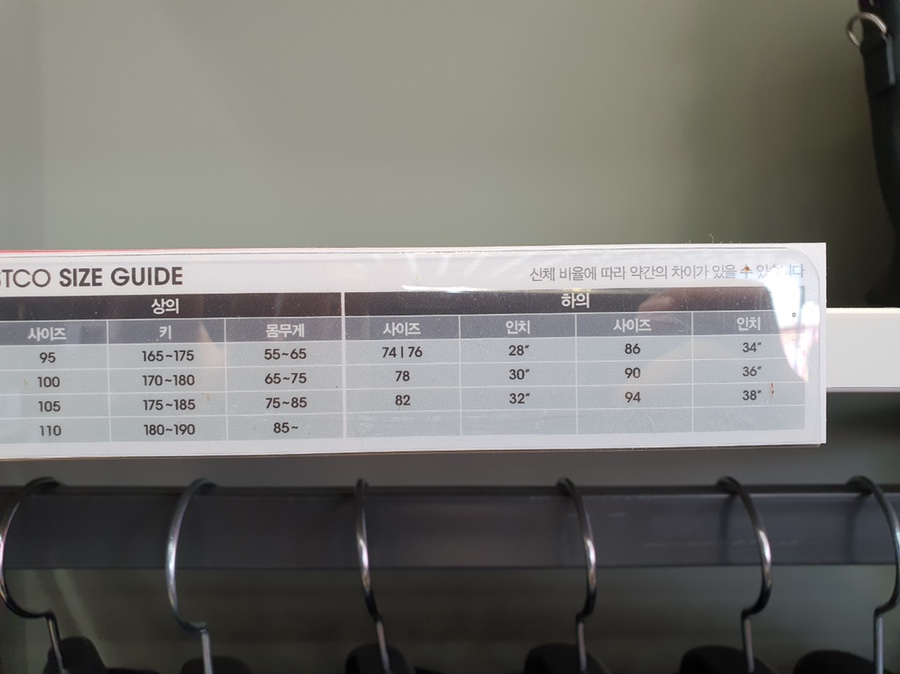 STCO SIZE GUIDE
신체 비율에 따라 약간의 차이가 있을 수 있습니다
상의 하의
사이즈 키 몸무게 사이즈 인치 사이즈 인치
95 165~175 55~65 74 | 76 28″ 86 34″
100 170~180 65~75 78 30″ 90 36″
105 175~185 75~85 82 32″ 94 38″
110 180~190 85~